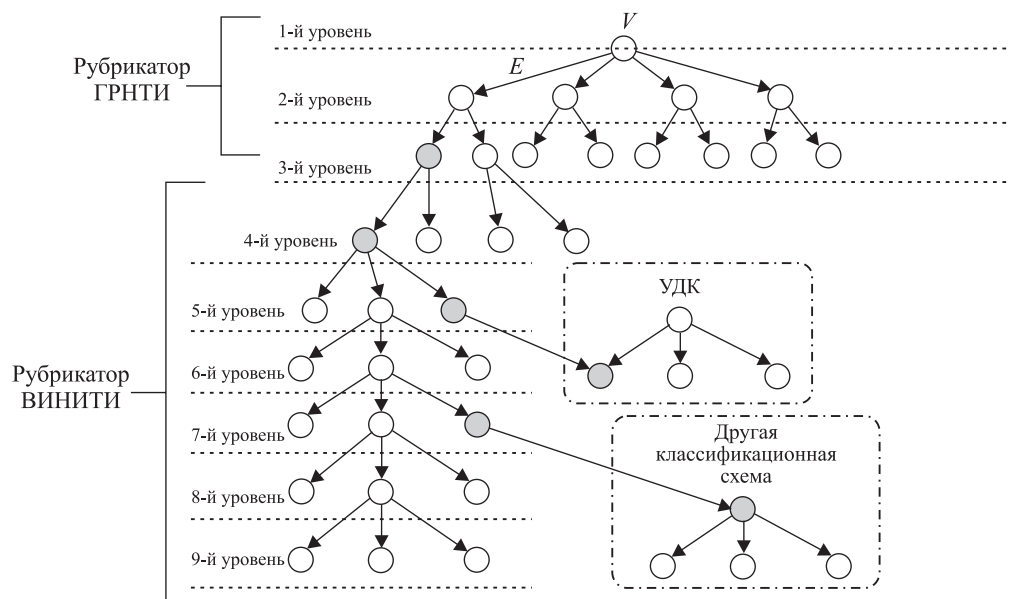 V
1-й уровень
E
Рубрикатор
ГРНТИ
2-й уровень
3-й уровень
4-й уровень
УДК
5-й уровень
Рубрикатор
ВИНИТИ
6-й уровень
7-й уровень
Другая
классификационная
схема
8-й уровень
9-й уровень